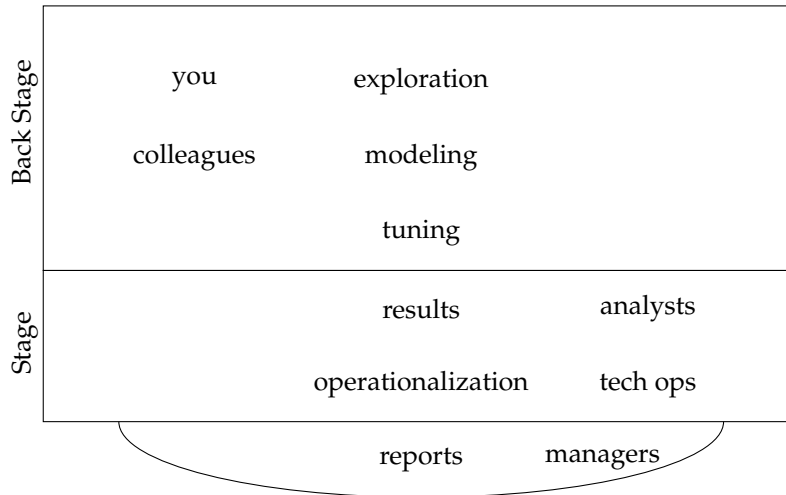 Back Stage
you exploration
colleagues modeling
tuning
Stage
results analysts
operationalization tech ops
reports managers